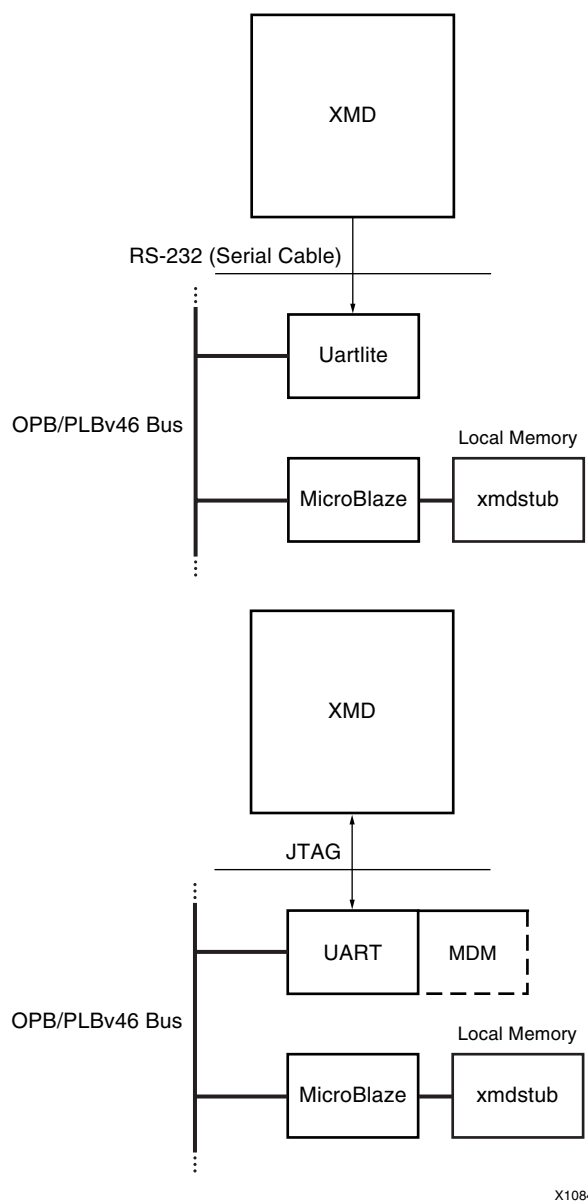 XMD
RS-232 (Serial Cable)
Uartlite
OPB/PLBv46 Bus
Local Memory
MicroBlaze
xmdstub
XMD
JTAG
UART
MDM
OPB/PLBv46 Bus
Local Memory
MicroBlaze
xmdstub